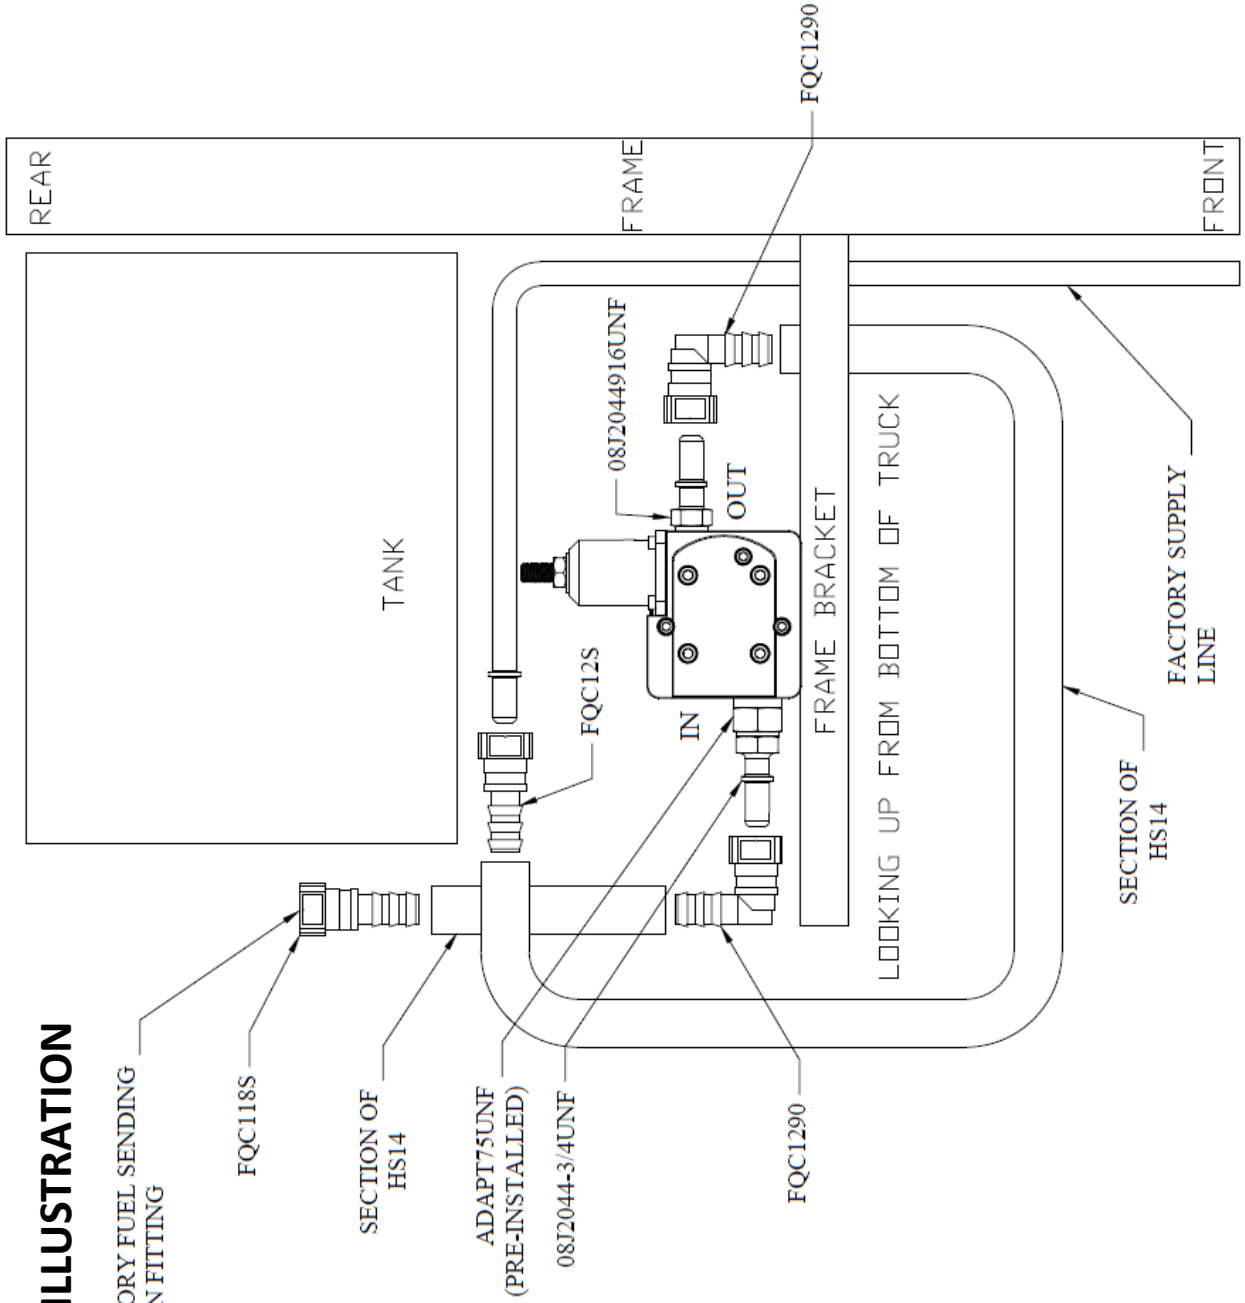 ILLUSTRATION
ORY FUEL SENDING
N FITTING
FQC118S
SECTION OF
HS14
ADAPT75UNF
(PRE-INSTALLED)
08J2044-3/4UNF
FQC1290
TANK
REAR
FQC12S
08J2044916UNF
IN
OUT
FRAME
FQC1290
FRAME BRACKET
LOOKING UP FROM BOTTOM OF TRUCK
SECTION OF
HS14
FACTORY SUPPLY
LINE
FRONT